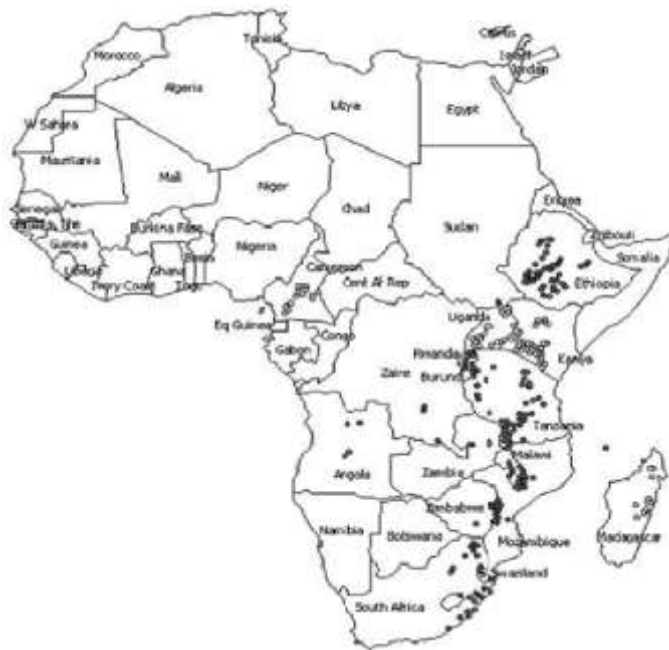 Tunisia
Morocco
Algeria
Libya
Egypt
Jordan
W Sahara
Mauritania
Mali
Niger
Chad
Sudan
Eritrea
Djibouti
Somalia
Ethiopia
Senegal
Guinea
Burkina Faso
Nigeria
Ivory Coast
Ghana
Togo
Cameroon
Cent Af Rep
Eq Guinea
Gabon
Congo
Uganda
Kenya
Rwanda
Burundi
Zaire
Tanzania
Malawi
Angola
Zambia
Zimbabwe
Namibia
Botswana
Mozambique
Madagascar
Swaziland
South Africa